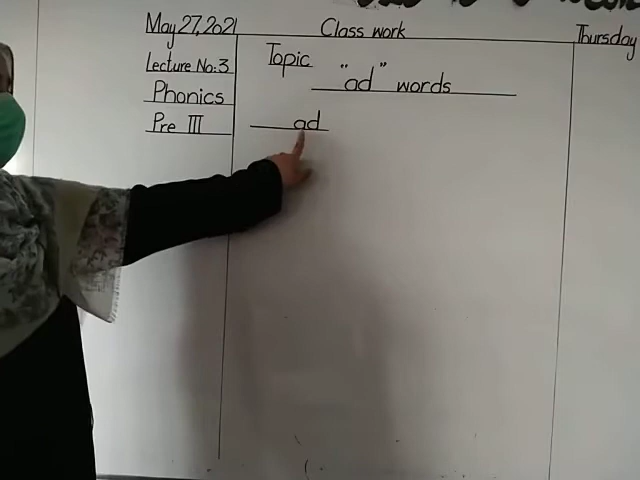 May 27, 2021 Class work Thursday
Lecture No:3
Phonics
Pre III
Topic
"ad" words
ad